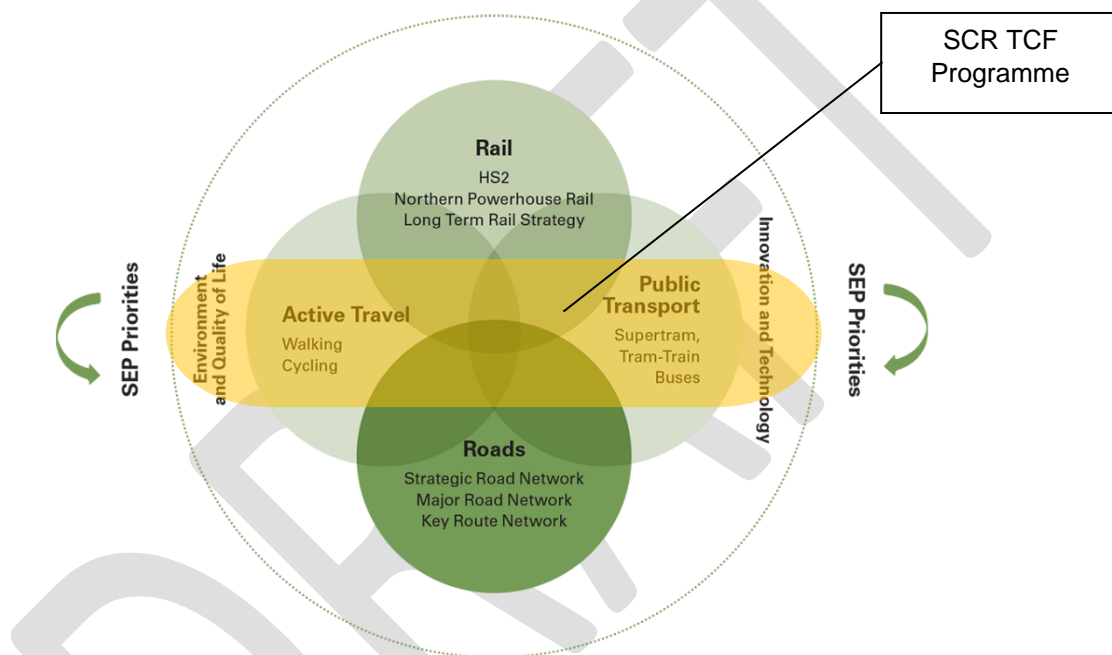 SCR TCF
Programme
Rail
HS2
Northern Powerhouse Rail
Long Term Rail Strategy
SEP Priorities
Environment
and Quality of Life
Active Travel
Walking
Cycling
Public
Transport
Supertram,
Tram-Train
Buses
Innovation and Technology
SEP Priorities
Roads
Strategic Road Network
Major Road Network
Key Route Network
DRAFT